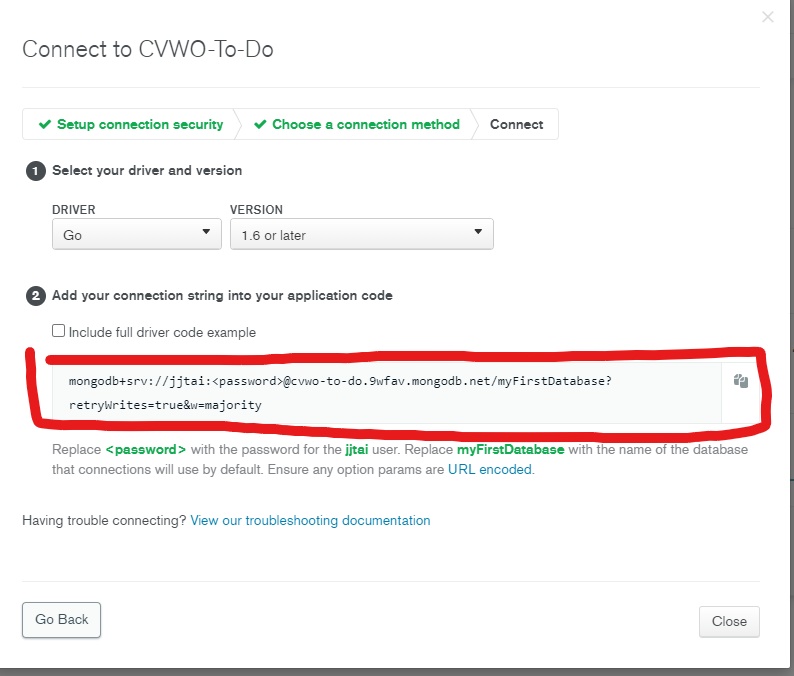 Connect to CVWO-To-Do
Setup connection security
Choose a connection method
Connect
1 Select your driver and version
DRIVER
VERSION
Go
1.6 or later
2 Add your connection string into your application code
Include full driver code example
mongodb+srv://jjtai:<password>@cvwo-to-do.9wfav.mongodb.net/myFirstDatabase?
retryWrites=true&w=majority
Replace <password> with the password for the jjtai user. Replace myFirstDatabase with the name of the database
that connections will use by default. Ensure any option params are URL encoded.
Having trouble connecting? View our troubleshooting documentation
Go Back
Close